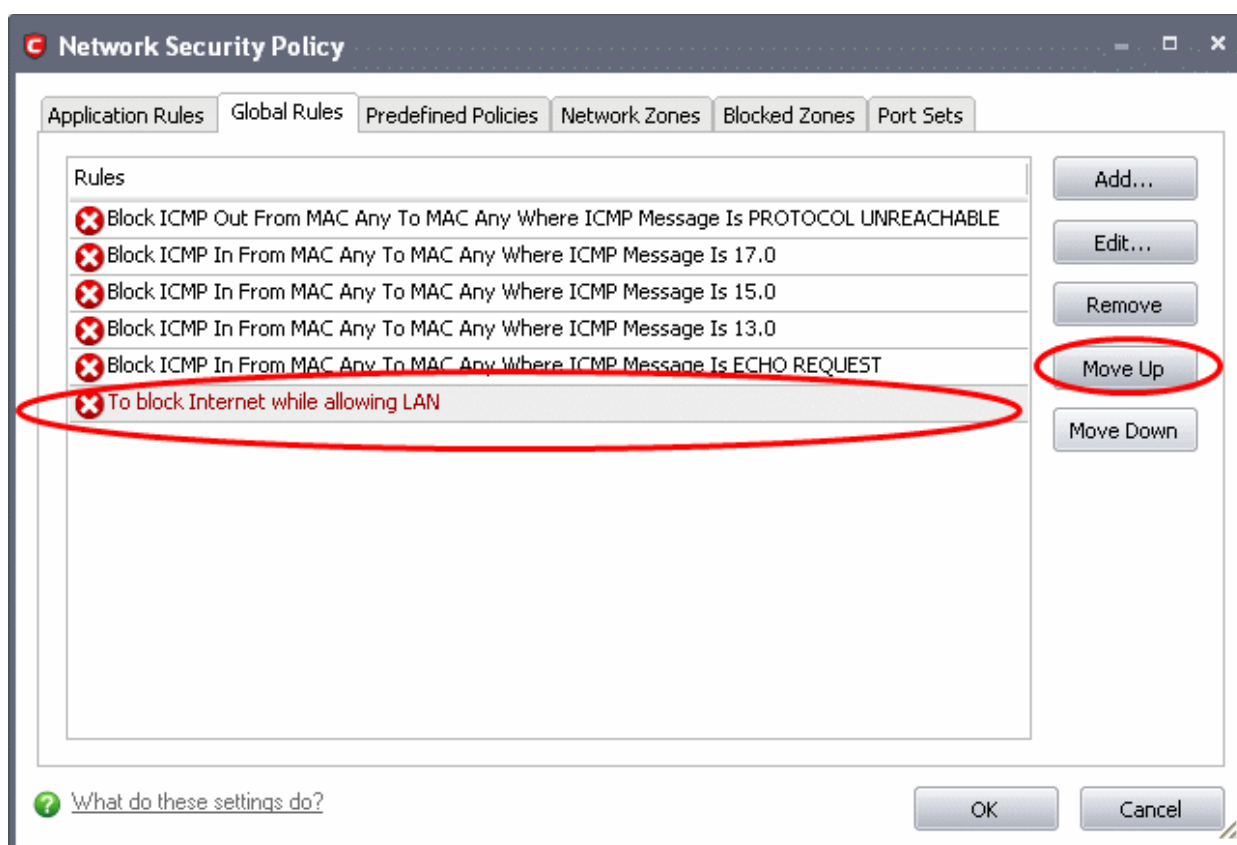 Network Security Policy
Application Rules Global Rules Predefined Policies Network Zones Blocked Zones Port Sets
Rules
Block ICMP Out From MAC Any To MAC Any Where ICMP Message Is PROTOCOL UNREACHABLE
Block ICMP In From MAC Any To MAC Any Where ICMP Message Is 17.0
Block ICMP In From MAC Any To MAC Any Where ICMP Message Is 15.0
Block ICMP In From MAC Any To MAC Any Where ICMP Message Is 13.0
Block ICMP In From MAC Any To MAC Any Where ICMP Message Is ECHO REQUEST
To block Internet while allowing LAN
Add...
Edit...
Remove
Move Up
Move Down
What do these settings do?
OK Cancel